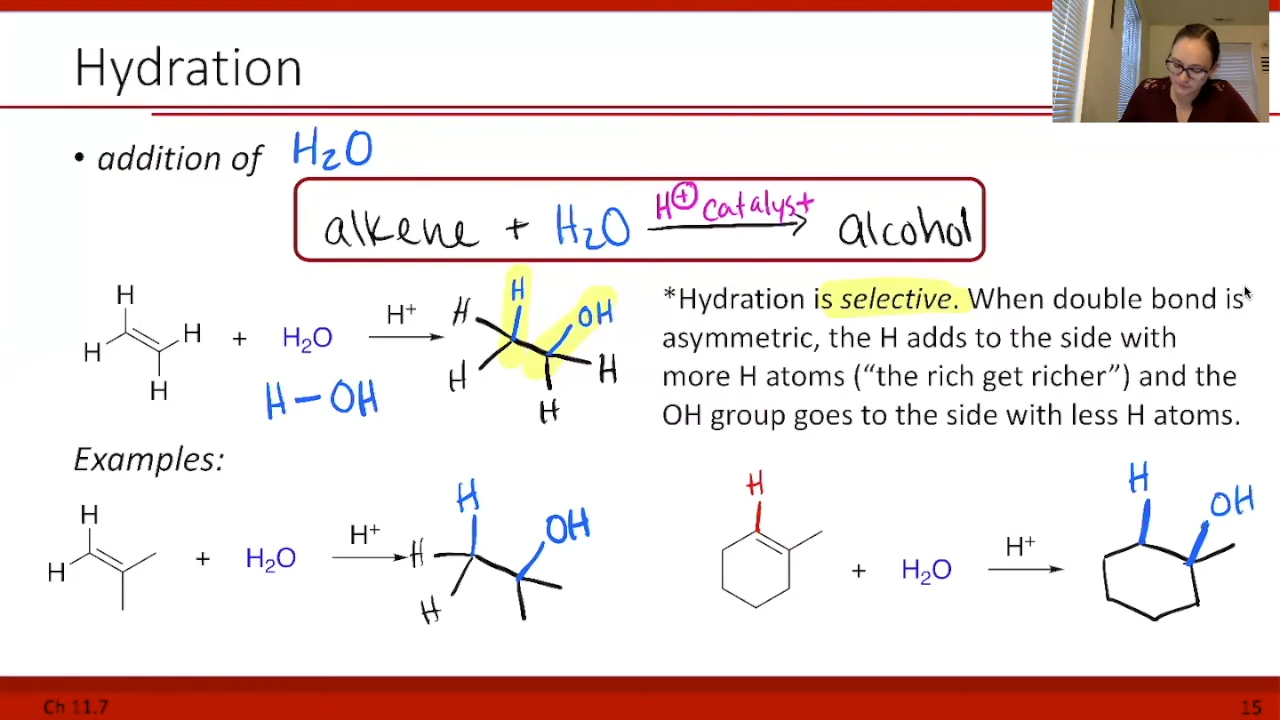 Hydration
• addition of H₂O
alkene + H₂O H⊕ catalyst alcohol
H H H H + H₂O H⁺ H H H OH H H
H–OH
*Hydration is selective. When double bond is
asymmetric, the H adds to the side with
more H atoms (“the rich get richer”) and the
OH group goes to the side with less H atoms.
Examples:
H H + H₂O H⁺ H H H OH
H + H₂O H⁺ H OH
Ch 11.7
15